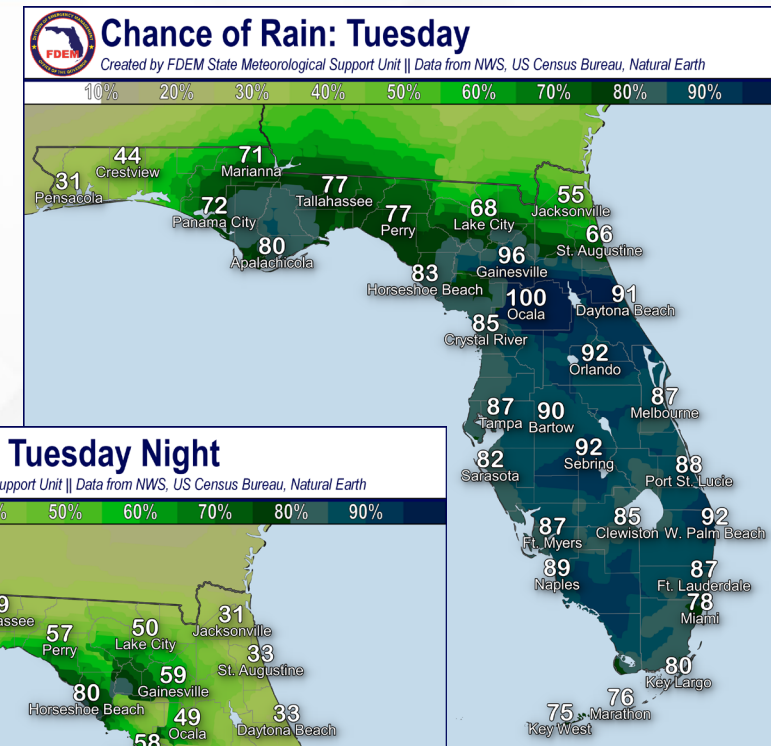 FDEM
Chance of Rain: Tuesday
Created by FDEM State Meteorological Support Unit || Data from NWS, US Census Bureau, Natural Earth
10% 20% 30% 40% 50% 60% 70% 80% 90%
44
Crestview
71
Marianna
31
Pensacola
77
Tallahassee
72
Panama City
77
Perry
68
Lake City
55
Jacksonville
66
St. Augustine
80
Apalachicola
96
Gainesville
83
Horseshoe Beach
100
Ocala
91
Daytona Beach
85
Crystal River
92
Orlando
87
Melbourne
87
Tampa
90
Bartow
92
Sebring
82
Sarasota
88
Port St. Lucie
87
Ft. Myers
85
Clewiston
92
W. Palm Beach
89
Naples
87
Ft. Lauderdale
78
Miami
80
Key Largo
76
Marathon
75
Key West
Tuesday Night
upport Unit || Data from NWS, US Census Bureau, Natural Earth
% 50% 60% 70% 80% 90%
9
assee
57
Perry
50
Lake City
31
Jacksonville
33
St. Augustine
59
Gainesville
80
Horseshoe Beach
49
Ocala
33
Daytona Beach
58